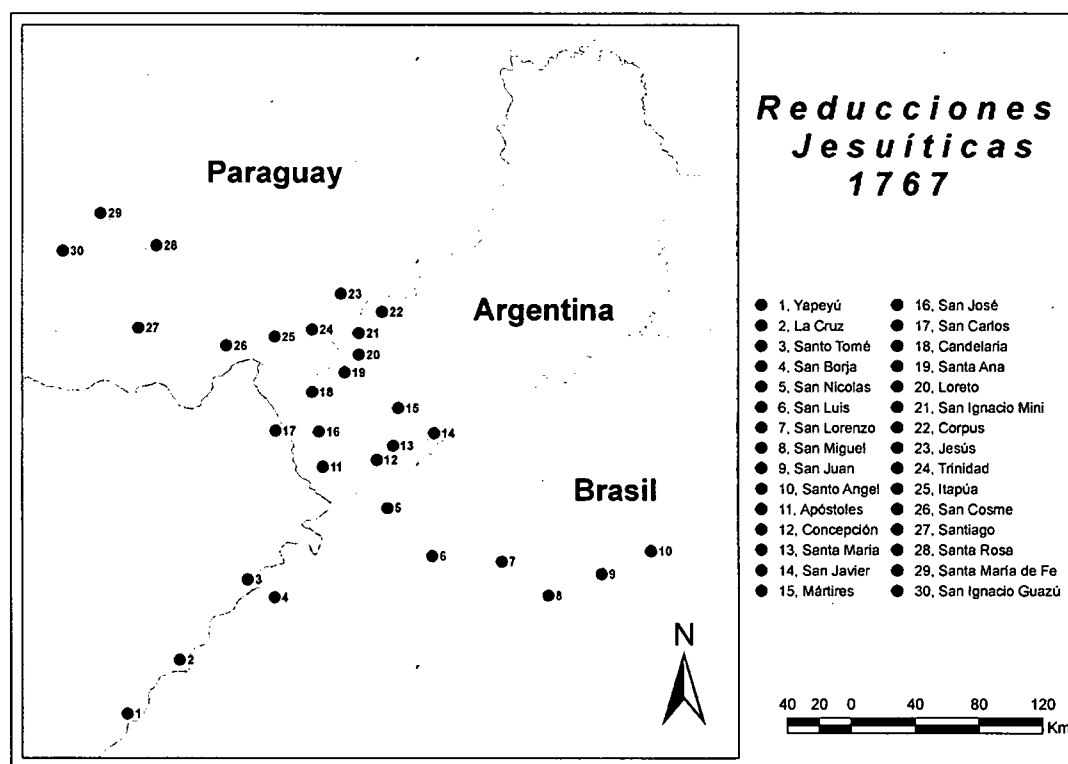 Reducciones
Jesuíticas
1767
Paraguay
Argentina
Brasil
29
30
28
23
22
27
24
21
25
26
20
19
18
15
17
16
14
13
12
11
5
10
6
7
9
3
8
4
2
1
N
1, Yapeyú
2, La Cruz
3, Santo Tomé
4, San Borja
5, San Nicolas
6, San Luis
7, San Lorenzo
8, San Miguel
9, San Juan
10, Santo Angel
11, Apóstoles
12, Concepción
13, Santa Maria
14, San Javier
15, Mártires
16, San José
17, San Carlos
18, Candelaria
19, Santa Ana
20, Loreto
21, San Ignacio Mini
22, Corpus
23, Jesús
24, Trinidad
25, Itapúa
26, San Cosme
27, Santiago
28, Santa Rosa
29, Santa María de Fe
30, San Ignacio Guazú
40 20 0 40 80 120
Km